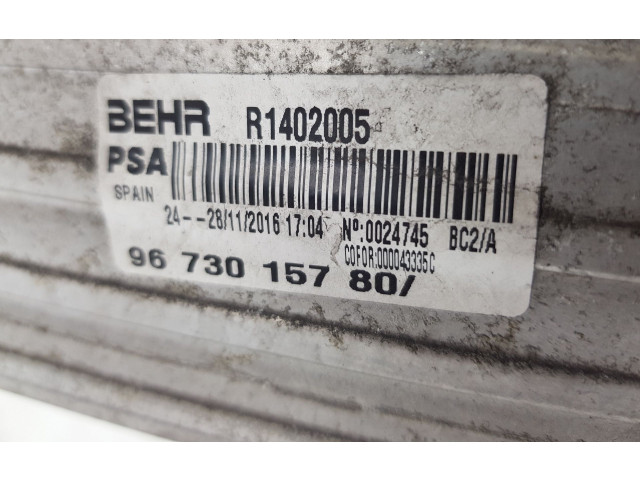 BEHR R1402005
PSA
SPAIN
24--28/11/2016 17:04 Nº:0024745 BC2/A
COFOR:000043335C
96 730 157 80/